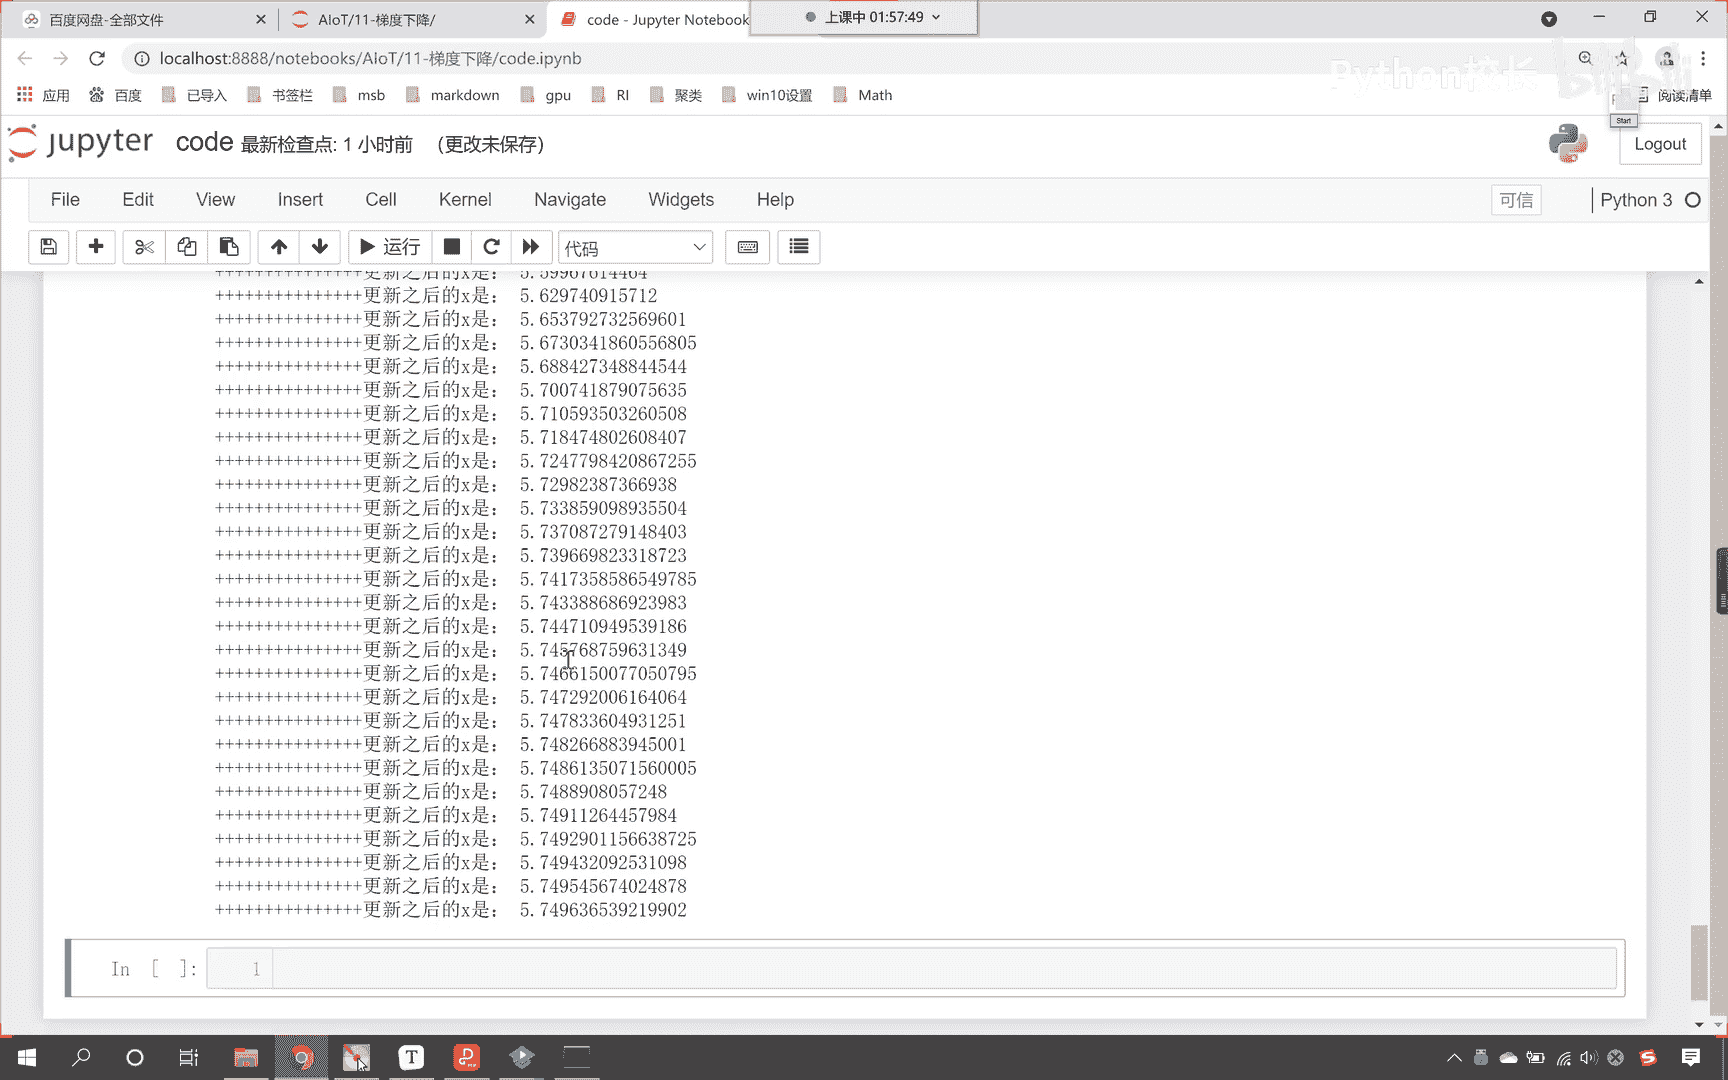 百度网盘-全部文件
AIoT/11-梯度下降/
code - Jupyter Notebook
上课中 01:57:49
localhost:8888/notebooks/AIoT/11-梯度下降/code.ipynb
Python校长
bilibili
应用
百度
已导入
书签栏
msb
markdown
gpu
RI
聚类
win10设置
Math
阅读清单
Start
jupyter
code 最新检查点: 1 小时前 (更改未保存)
Logout
File Edit View Insert Cell Kernel Navigate Widgets Help
可信
Python 3
运行
代码
+++++++++++++++更新之后的x是： 5.59967614464
+++++++++++++++更新之后的x是： 5.629740915712
+++++++++++++++更新之后的x是： 5.653792732569601
+++++++++++++++更新之后的x是： 5.6730341860556805
+++++++++++++++更新之后的x是： 5.688427348844544
+++++++++++++++更新之后的x是： 5.700741879075635
+++++++++++++++更新之后的x是： 5.710593503260508
+++++++++++++++更新之后的x是： 5.718474802608407
+++++++++++++++更新之后的x是： 5.7247798420867255
+++++++++++++++更新之后的x是： 5.72982387366938
+++++++++++++++更新之后的x是： 5.733859098935504
+++++++++++++++更新之后的x是： 5.737087279148403
+++++++++++++++更新之后的x是： 5.739669823318723
+++++++++++++++更新之后的x是： 5.7417358586549785
+++++++++++++++更新之后的x是： 5.743388686923983
+++++++++++++++更新之后的x是： 5.744710949539186
+++++++++++++++更新之后的x是： 5.745768759631349
+++++++++++++++更新之后的x是： 5.7466150077050795
+++++++++++++++更新之后的x是： 5.747292006164064
+++++++++++++++更新之后的x是： 5.747833604931251
+++++++++++++++更新之后的x是： 5.748266883945001
+++++++++++++++更新之后的x是： 5.7486135071560005
+++++++++++++++更新之后的x是： 5.7488908057248
+++++++++++++++更新之后的x是： 5.74911264457984
+++++++++++++++更新之后的x是： 5.7492901156638725
+++++++++++++++更新之后的x是： 5.749432092531098
+++++++++++++++更新之后的x是： 5.749545674024878
+++++++++++++++更新之后的x是： 5.749636539219902
In [ ]:
1